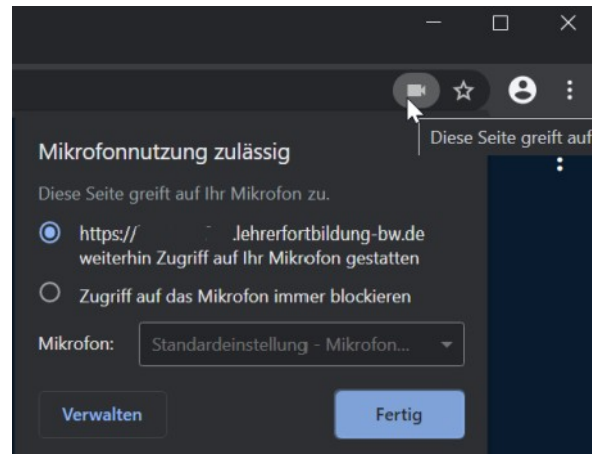 Diese Seite greift auf
Mikrofonnutzung zulässig
Diese Seite greift auf Ihr Mikrofon zu.
https:// .lehrerfortbildung-bw.de
weiterhin Zugriff auf Ihr Mikrofon gestatten
Zugriff auf das Mikrofon immer blockieren
Mikrofon: Standardeinstellung - Mikrofon...
Verwalten Fertig